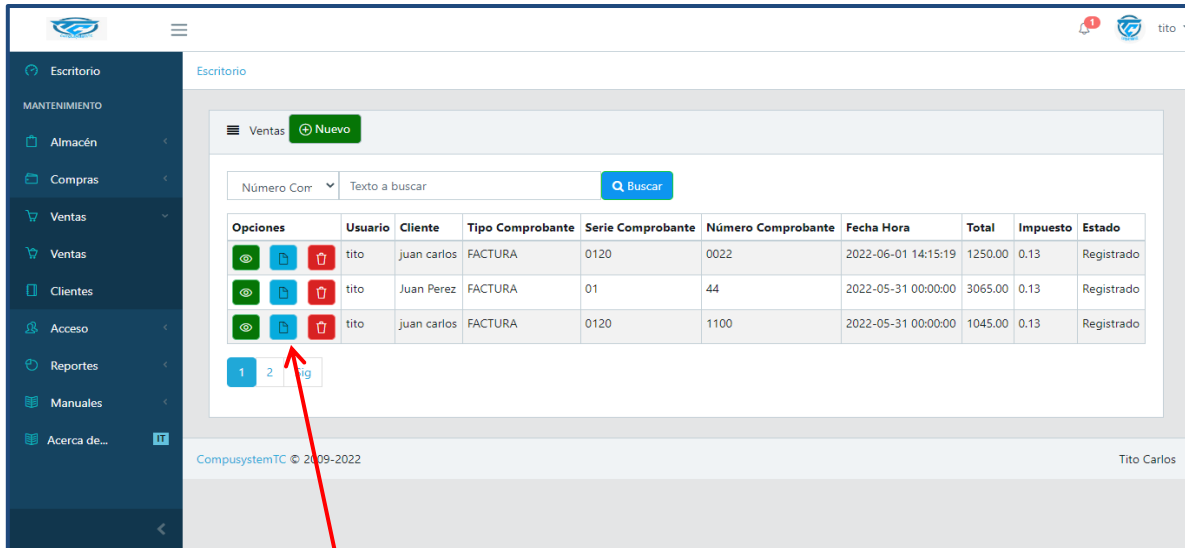 1
tito
Escritorio
Escritorio
MANTENIMIENTO
Almacén
Compras
Ventas
Ventas
Clientes
Acceso
Reportes
Manuales
Acerca de... IT
Ventas Nuevo
Número Com Texto a buscar Buscar
Opciones Usuario Cliente Tipo Comprobante Serie Comprobante Número Comprobante Fecha Hora Total Impuesto Estado
tito juan carlos FACTURA 0120 0022 2022-06-01 14:15:19 1250.00 0.13 Registrado
tito Juan Perez FACTURA 01 44 2022-05-31 00:00:00 3065.00 0.13 Registrado
tito juan carlos FACTURA 0120 1100 2022-05-31 00:00:00 1045.00 0.13 Registrado
1 2 Sig
CompusystemTC © 2009-2022 Tito Carlos